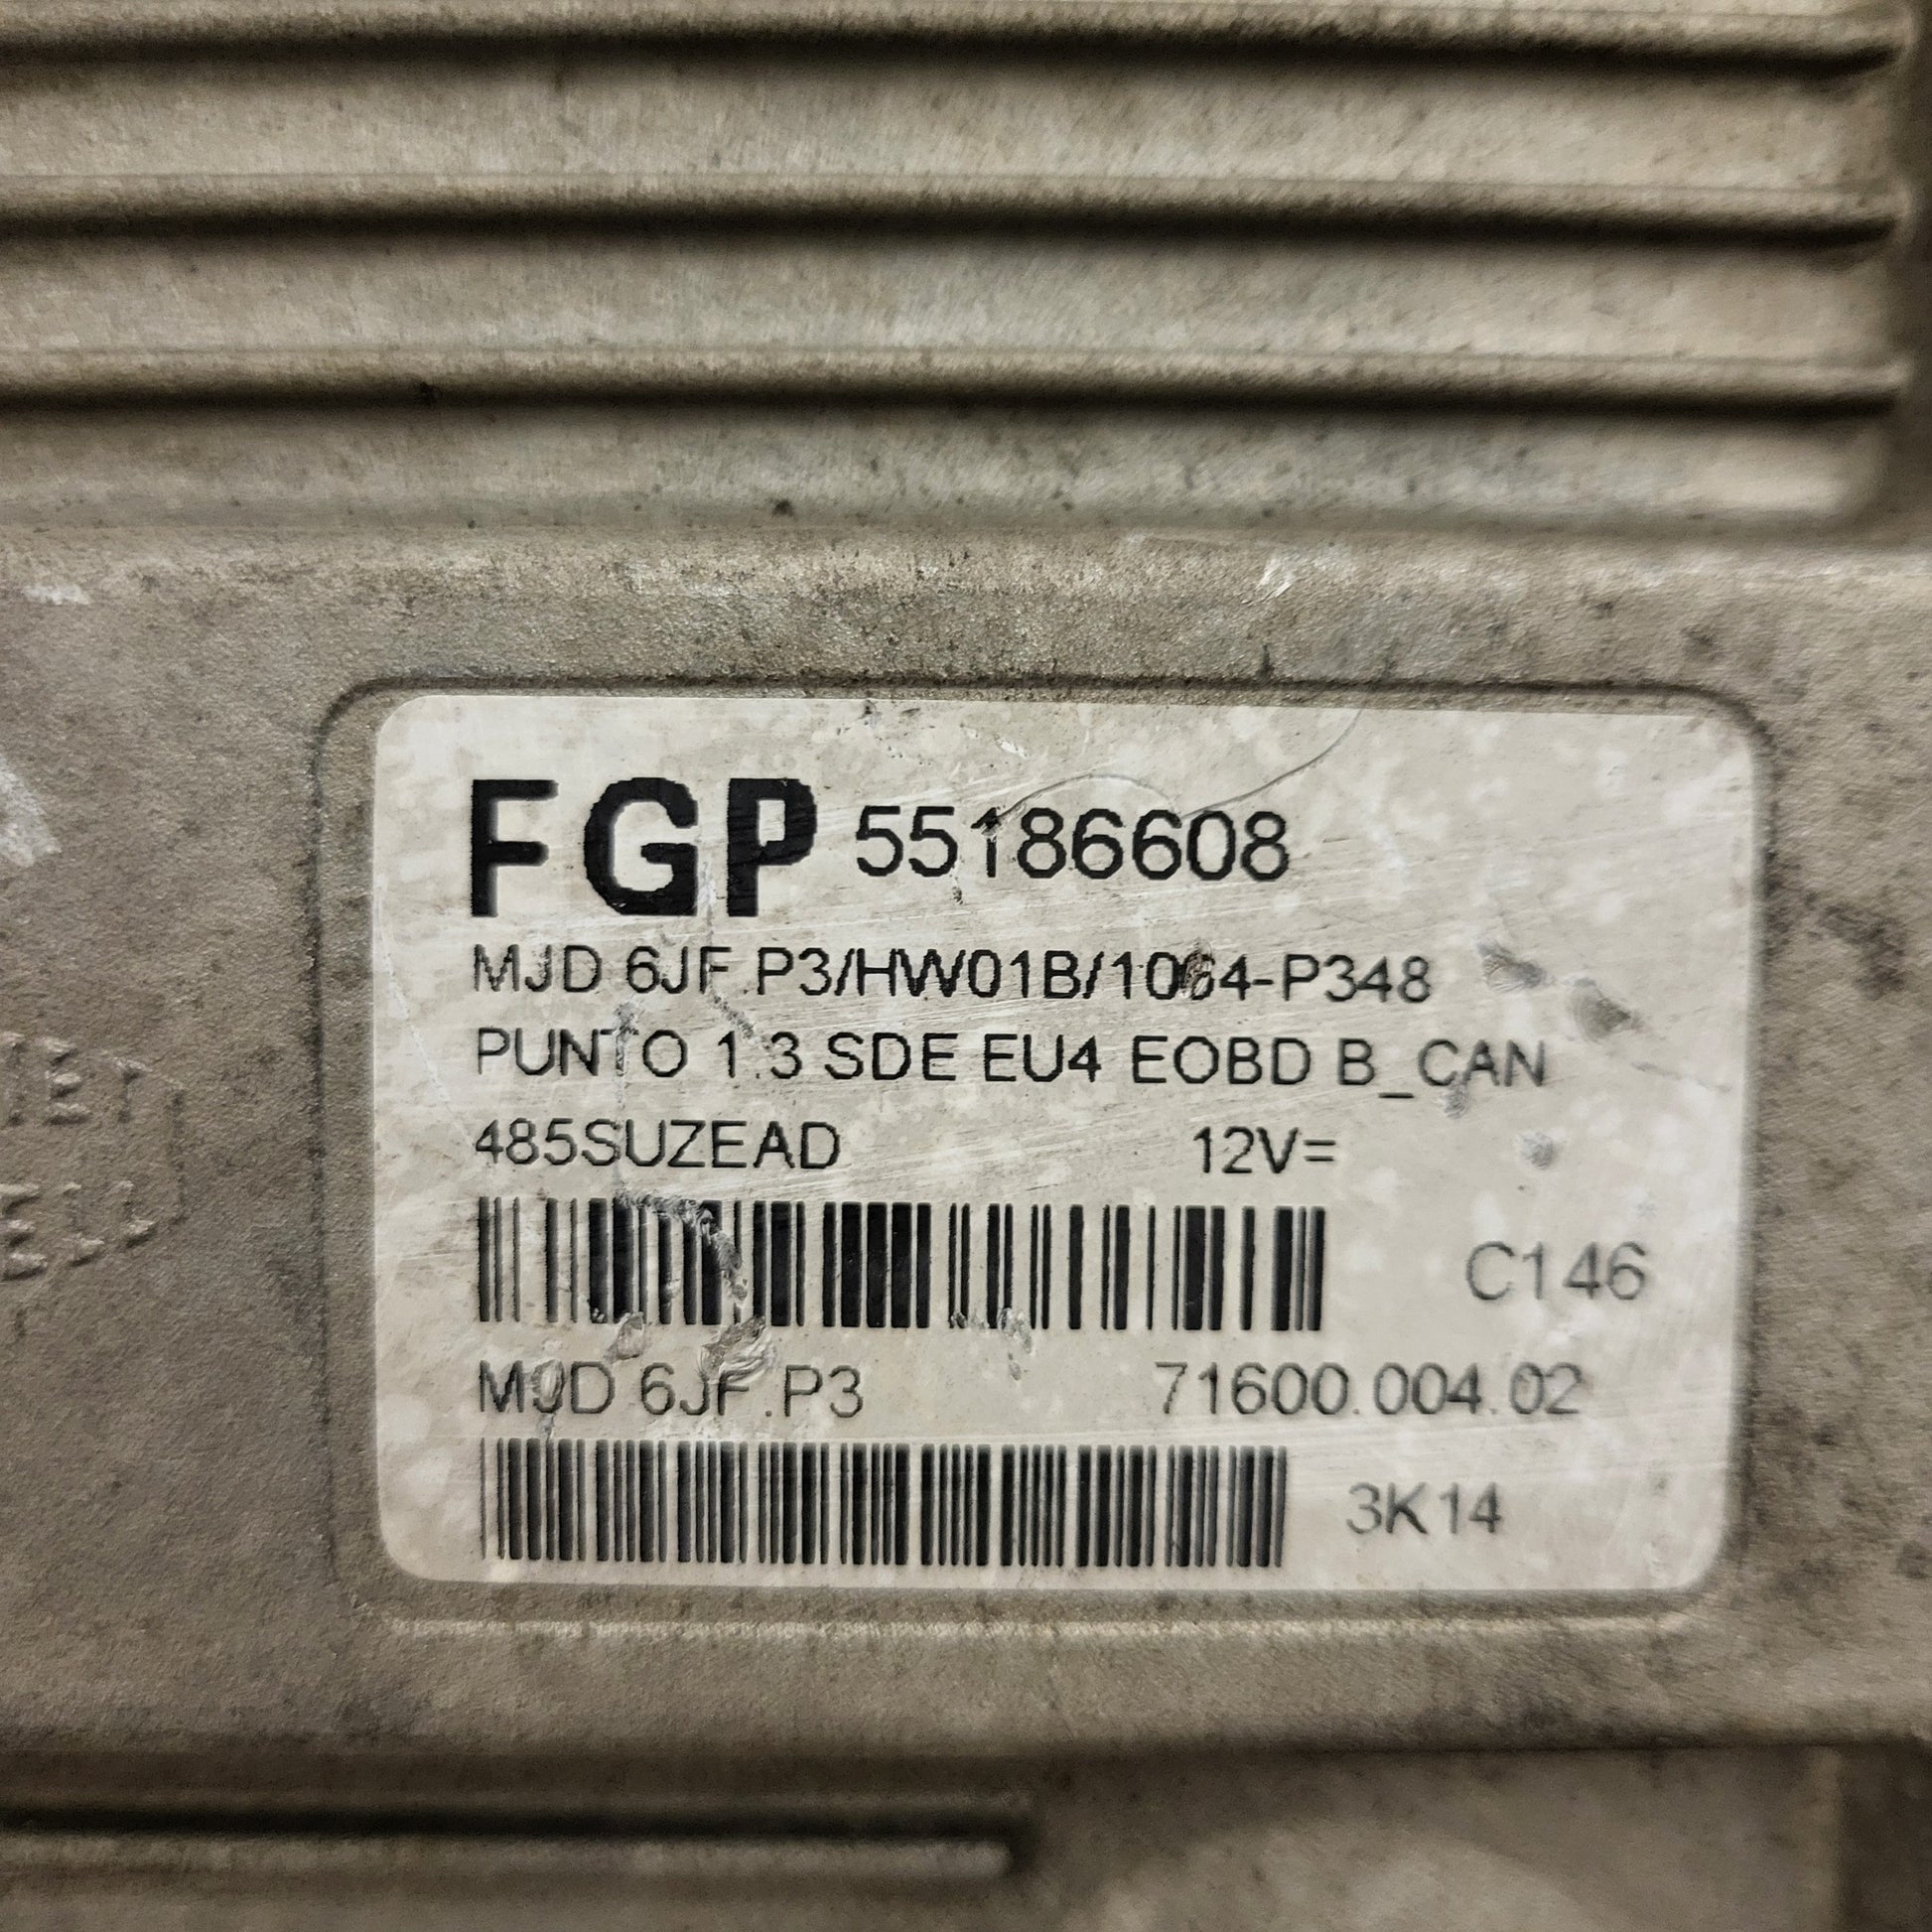 FGP 55186608
MJD 6JF.P3/HW01B/1064-P348
PUNTO 1.3 SDE EU4 EOBD B_CAN
485SUZEAD 12V=
C146
MJD 6JF.P3 71600.004.02
3K14